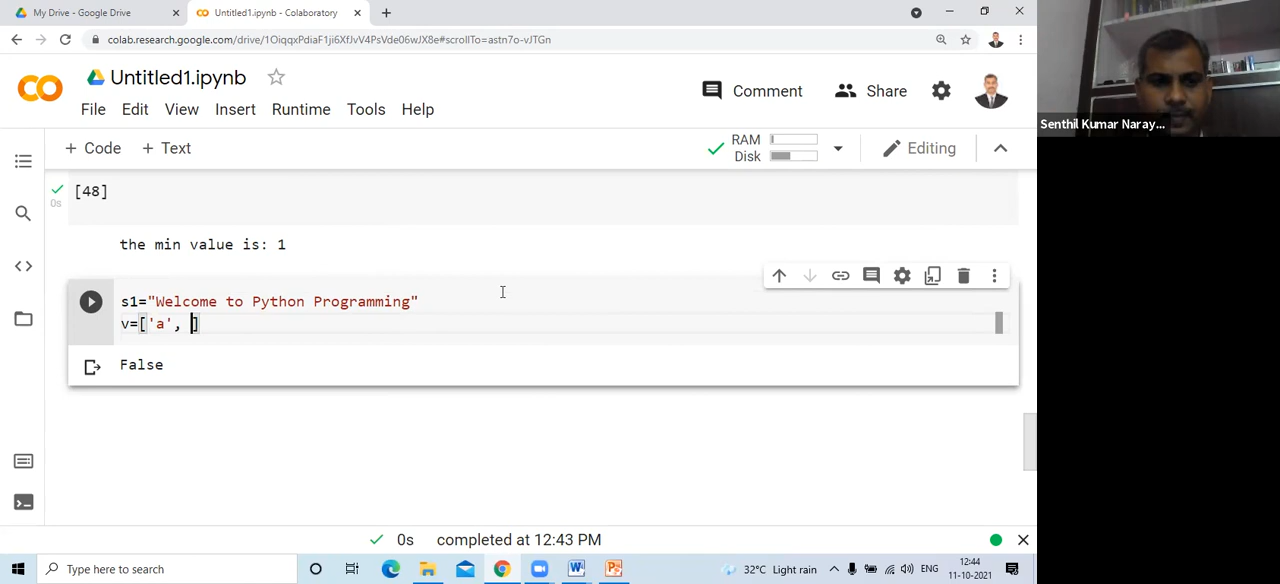 My Drive - Google Drive
Untitled1.ipynb - Colaboratory
colab.research.google.com/drive/1OiqqxPdiaF1ji6XfJvV4PsVde06wJX8e#scrollTo=astn7o-vJTGn
Untitled1.ipynb
Comment
Share
File Edit View Insert Runtime Tools Help
+ Code + Text
RAM
Disk
Editing
[48]
0s
the min value is: 1
s1="Welcome to Python Programming"
v=['a', ]
False
0s completed at 12:43 PM
Type here to search
32°C Light rain
ENG
12:44
11-10-2021
Senthil Kumar Naray...